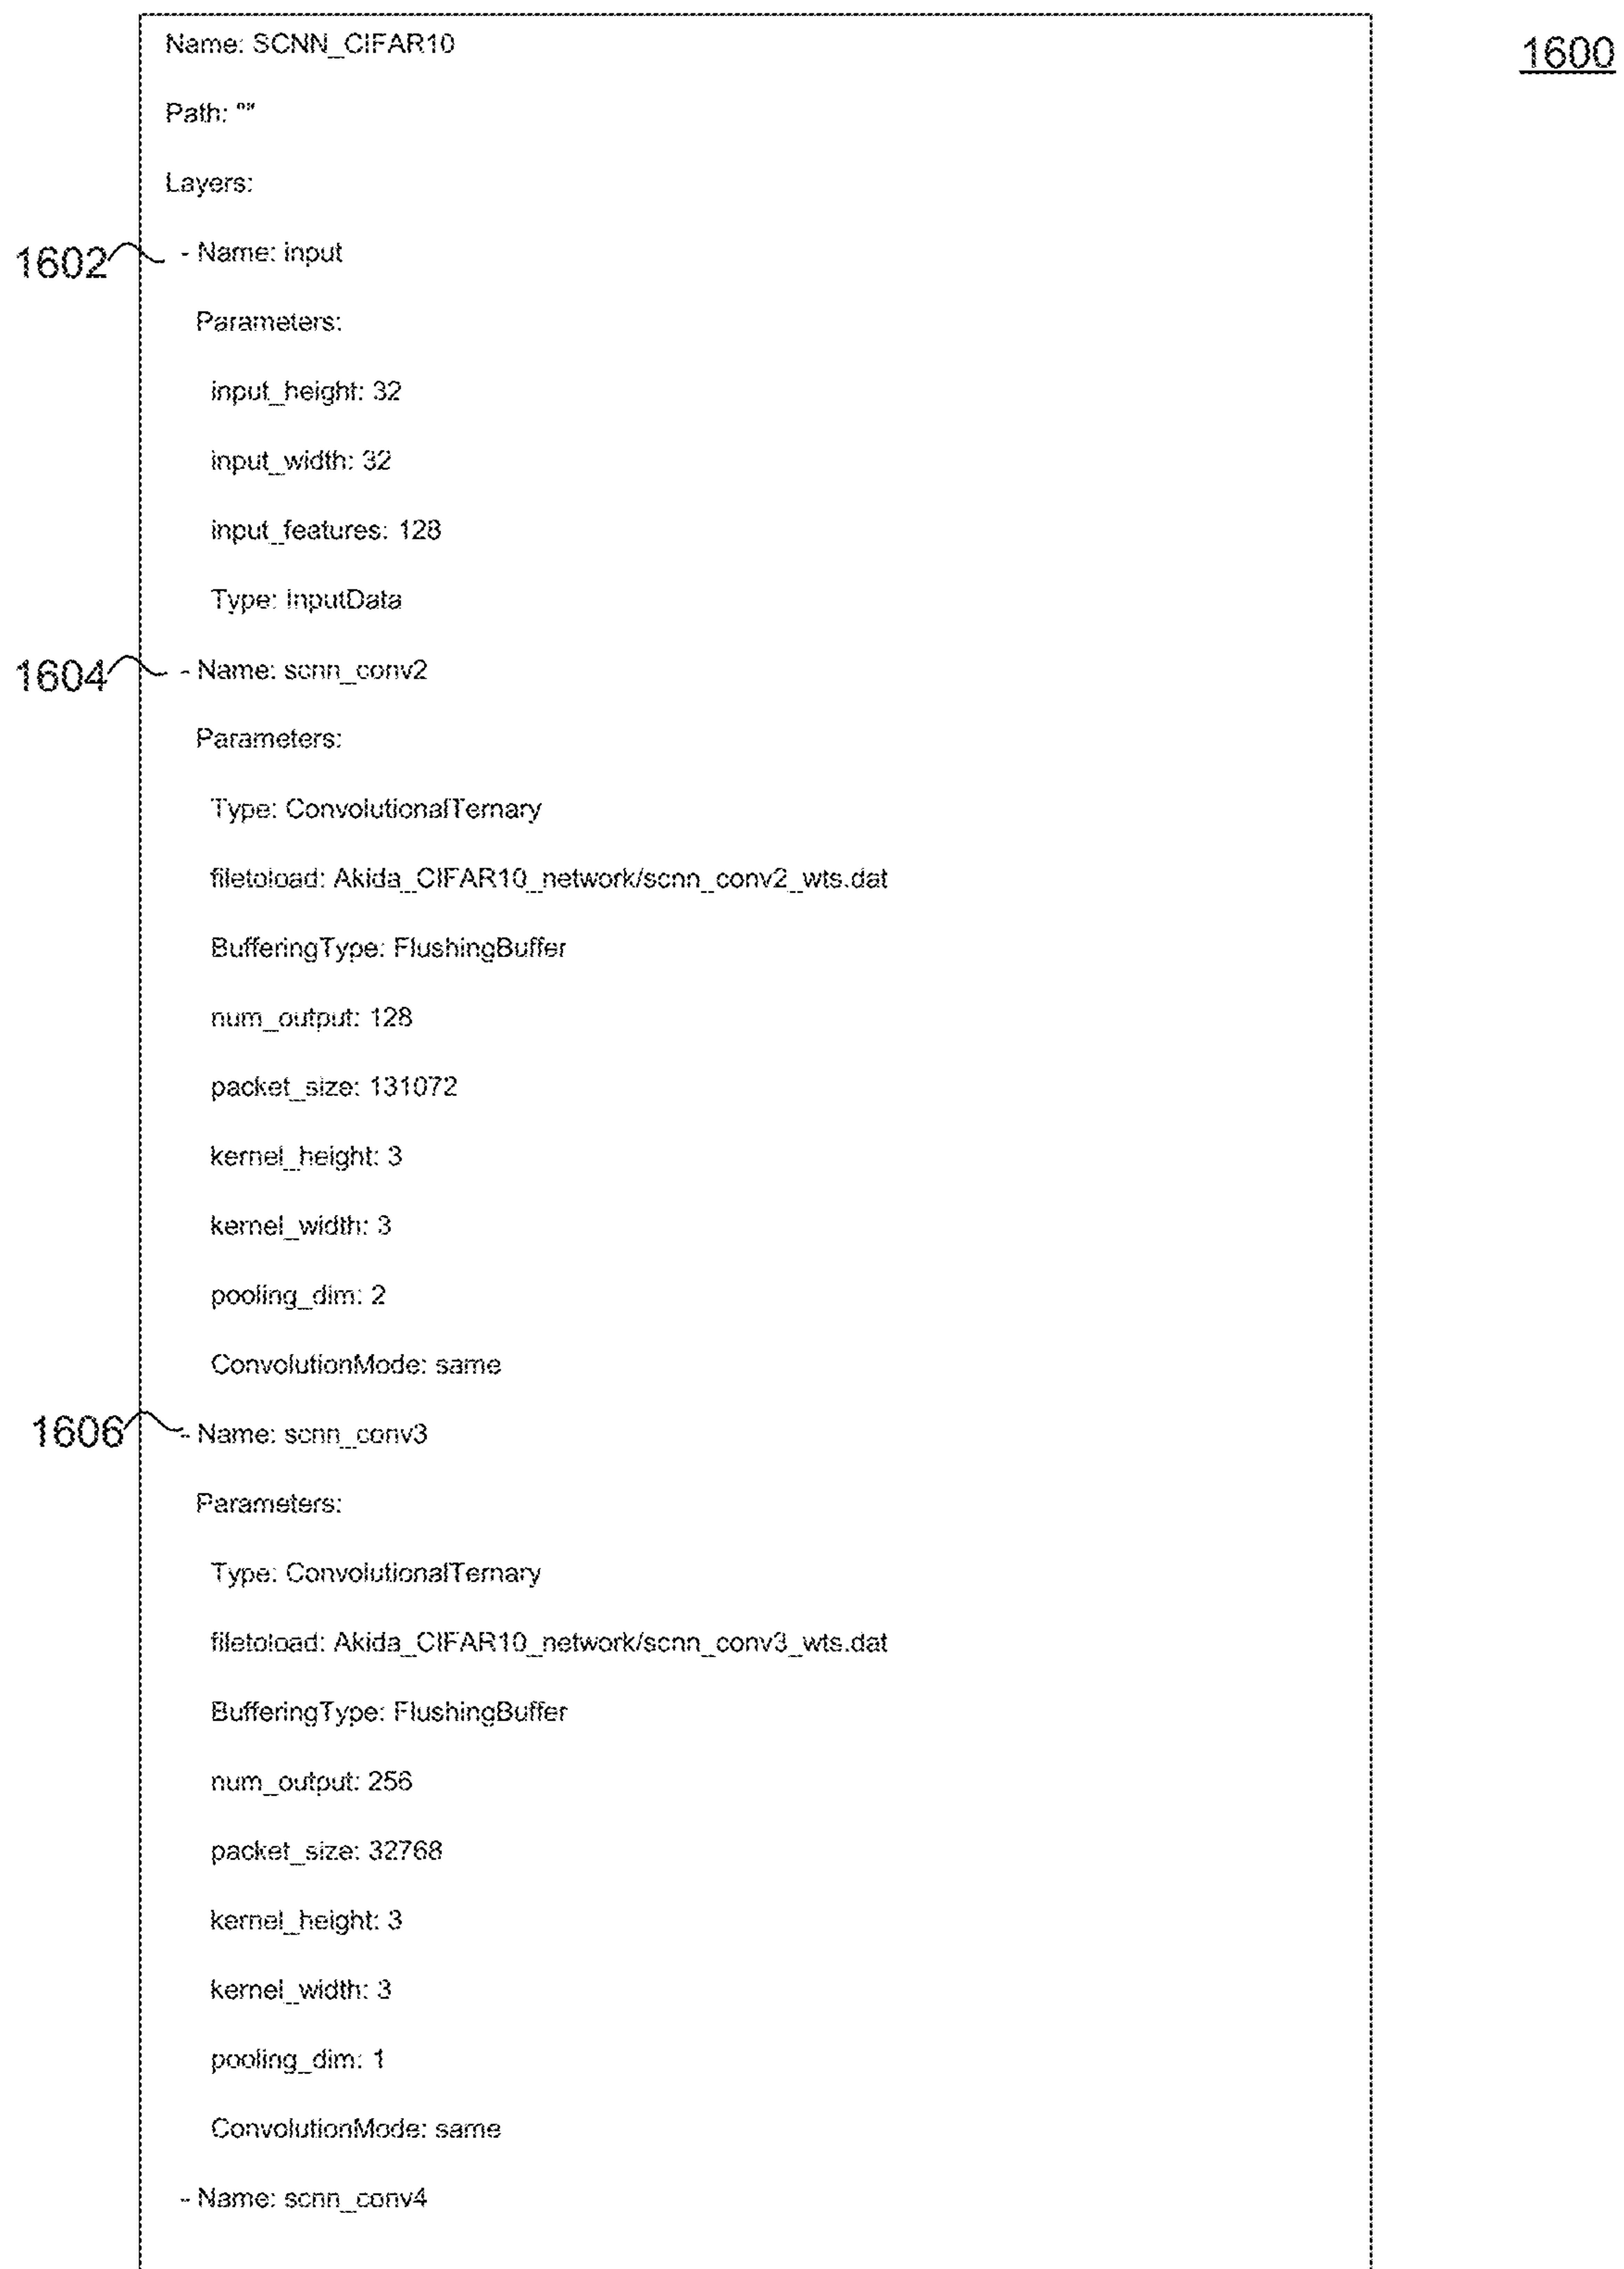 Name: SCNN_CIFAR10
1600
Path: ""
Layers:
1602
- Name: input
Parameters:
input_height: 32
input_width: 32
input_features: 128
Type: InputData
1604
- Name: scnn_conv2
Parameters:
Type: ConvolutionalTernary
filetoload: Akida_CIFAR10_network/scnn_conv2_wts.dat
BufferingType: FlushingBuffer
num_output: 128
packet_size: 131072
kernel_height: 3
kernel_width: 3
pooling_dim: 2
ConvolutionMode: same
1606
- Name: scnn_conv3
Parameters:
Type: ConvolutionalTernary
filetoload: Akida_CIFAR10_network/scnn_conv3_wts.dat
BufferingType: FlushingBuffer
num_output: 256
packet_size: 32768
kernel_height: 3
kernel_width: 3
pooling_dim: 1
ConvolutionMode: same
- Name: scnn_conv4